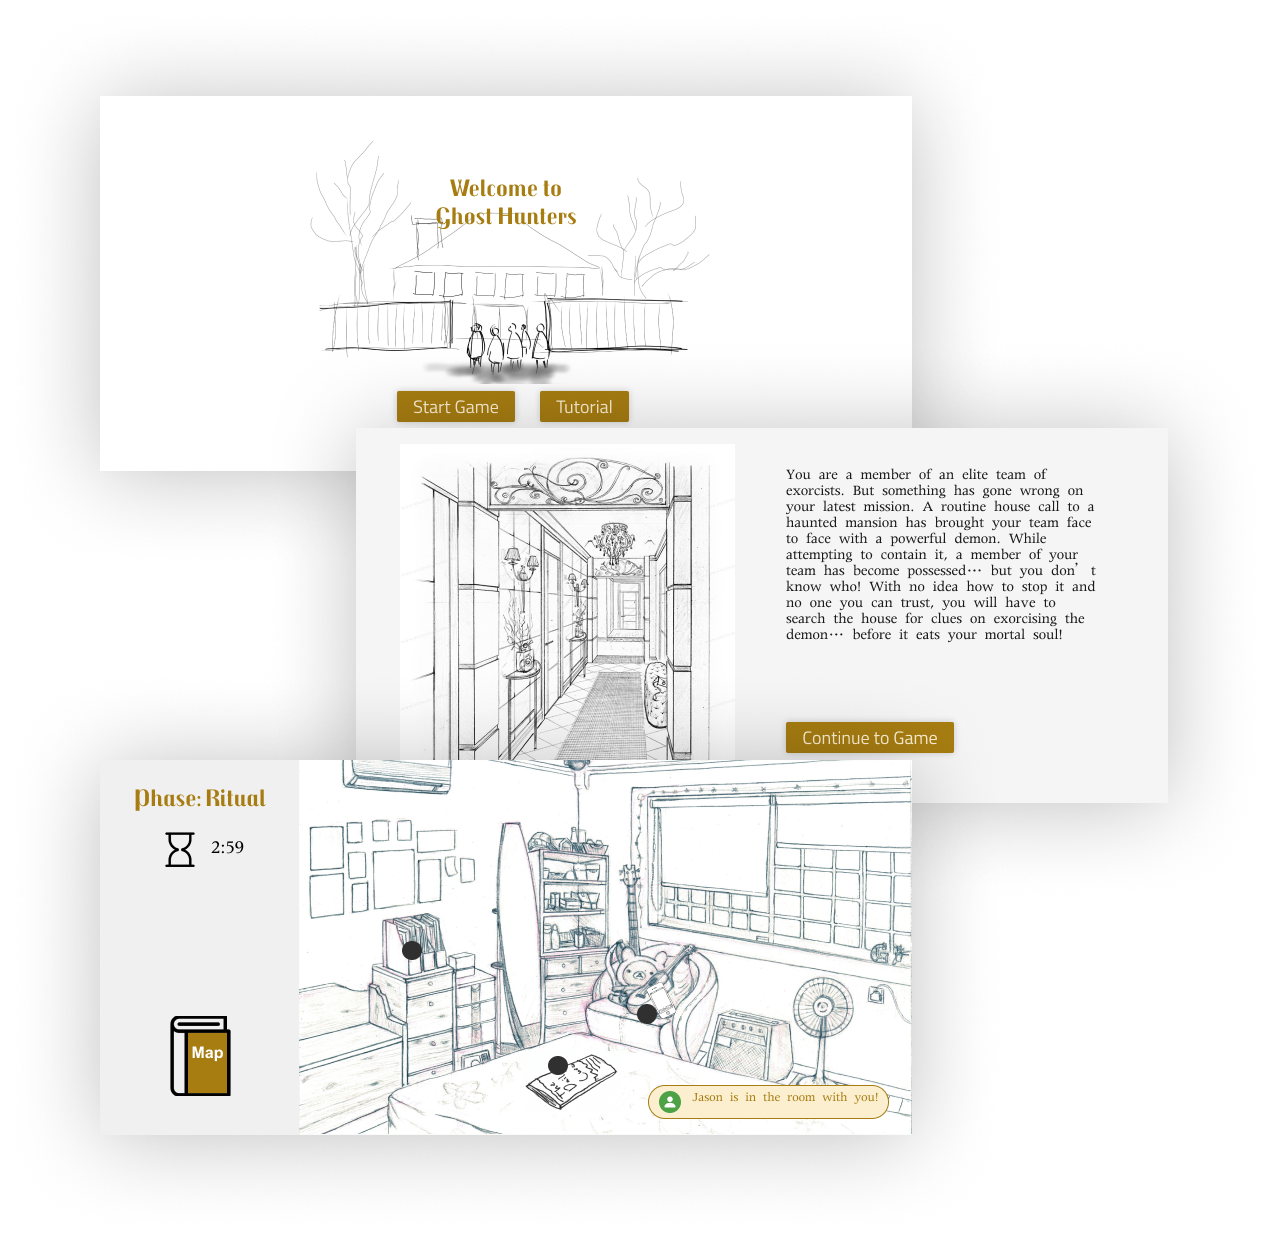 Welcome to
Ghost Hunters
Start Game
Tutorial
You are a member of an elite team of
exorcists. But something has gone wrong on
your latest mission. A routine house call to a
haunted mansion has brought your team face
to face with a powerful demon. While
attempting to contain it, a member of your
team has become possessed… but you don’t
know who! With no idea how to stop it and
no one you can trust, you will have to
search the house for clues on exorcising the
demon… before it eats your mortal soul!
Continue to Game
Phase: Ritual
2:59
Map
The
Jason is in the room with you!